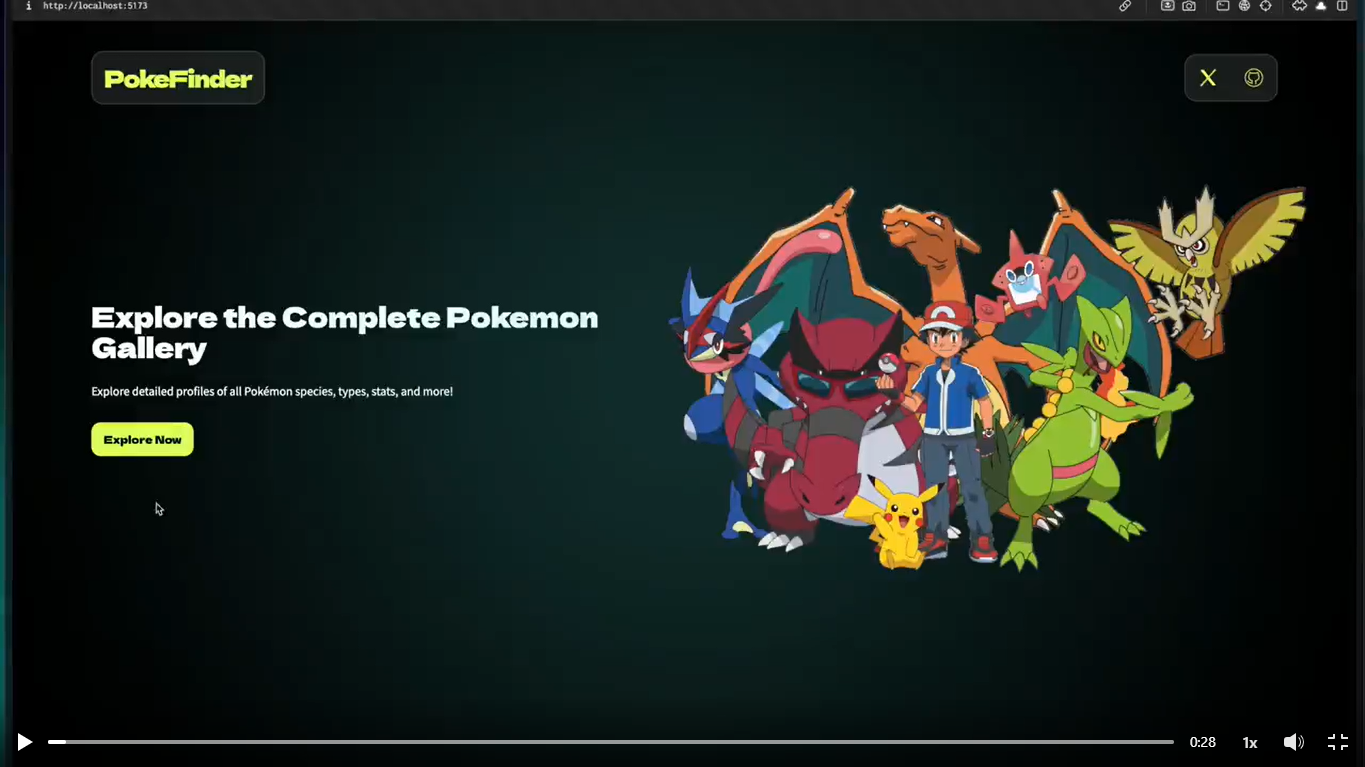 http://localhost:5173
PokeFinder
Explore the Complete Pokemon
Gallery
Explore detailed profiles of all Pokémon species, types, stats, and more!
Explore Now
0:28
1x